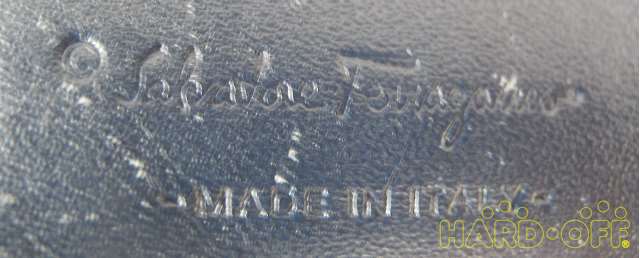 © Salvatore Ferragamo
-MADE IN ITALY-
HARD·OFF